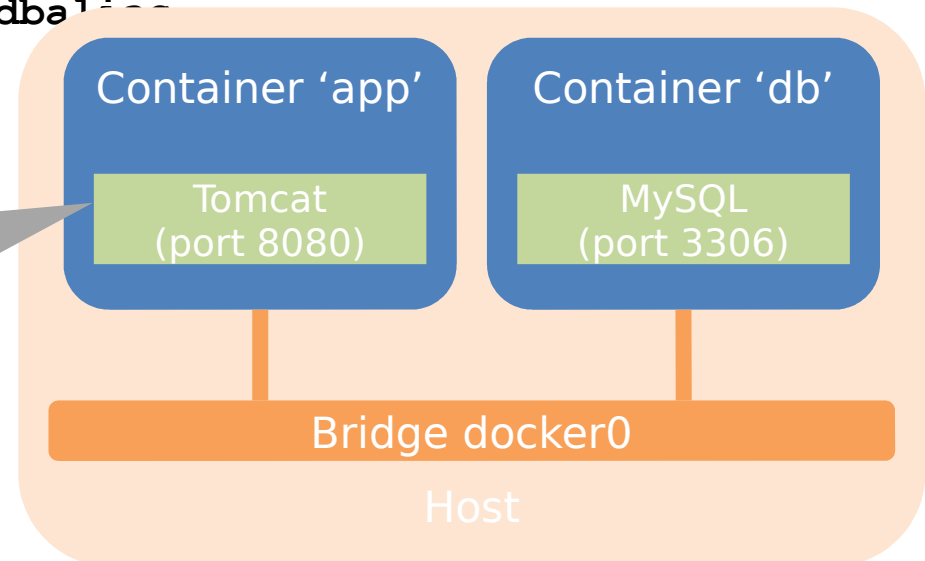 Container ‘app’
Container ‘db’
Tomcat
(port 8080)
MySQL
(port 3306)
Bridge docker0
Host